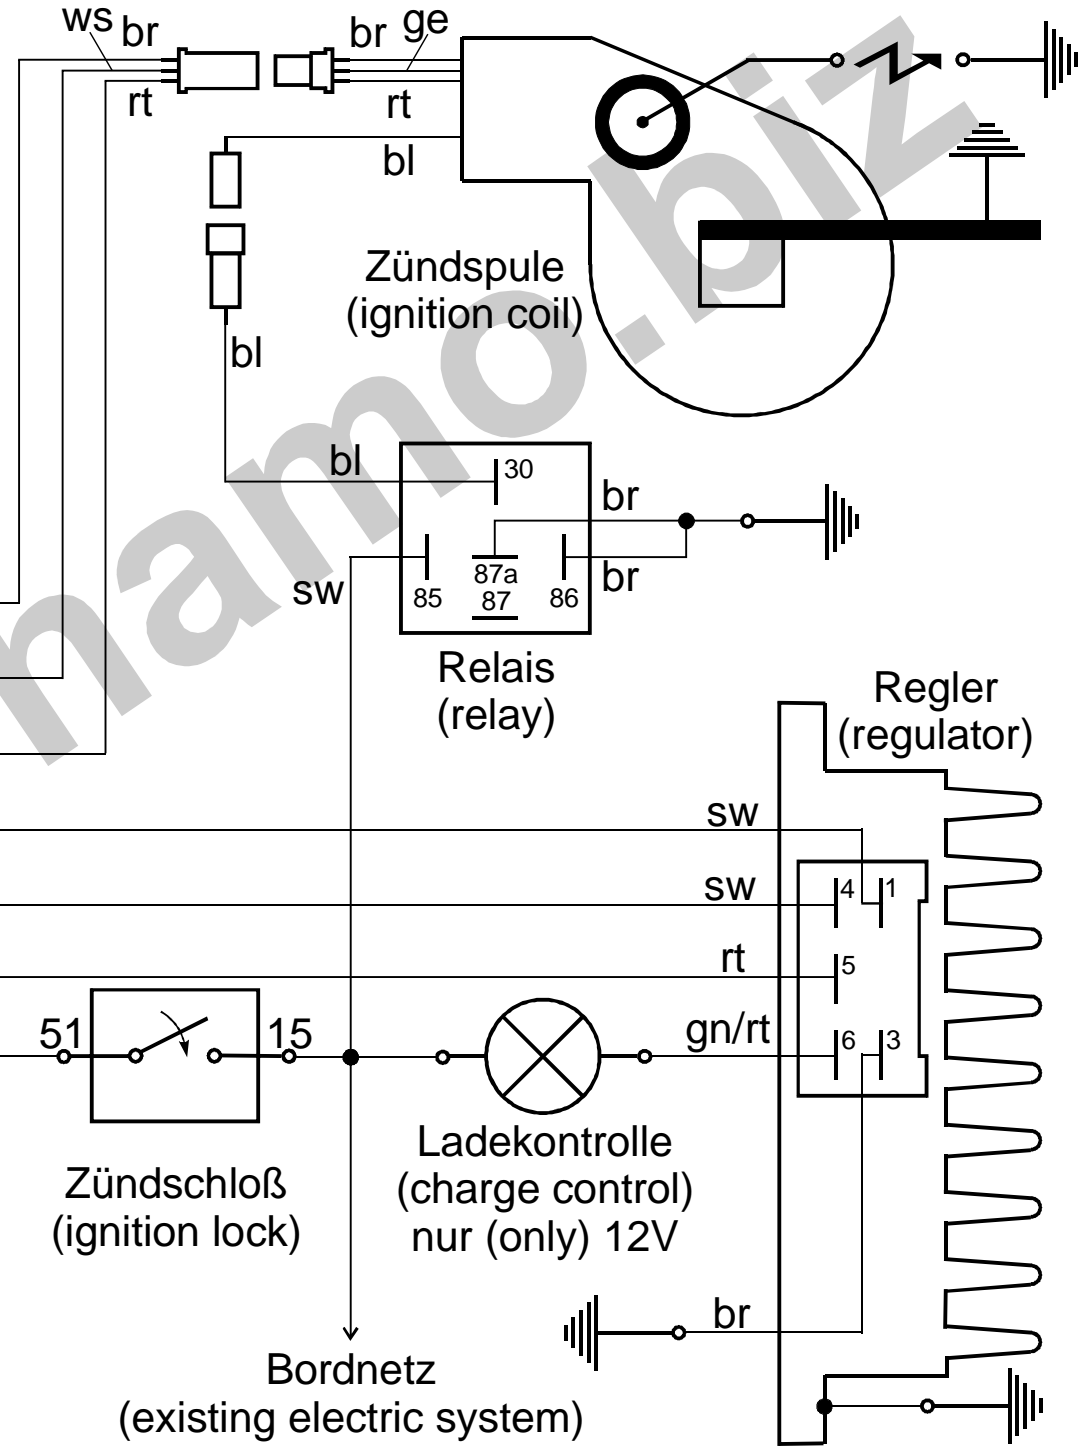 ws br
br ge
rt
rt
bl
Zündspule
(ignition coil)
bl
bl
30
br
sw
87a
br
85
87
86
Relais
(relay)
Regler
(regulator)
sw
sw
4
1
rt
5
51
15
gn/rt
6
3
Ladekontrolle
(charge control)
nur (only) 12V
Zündschloß
(ignition lock)
br
Bordnetz
(existing electric system)
namo.biz